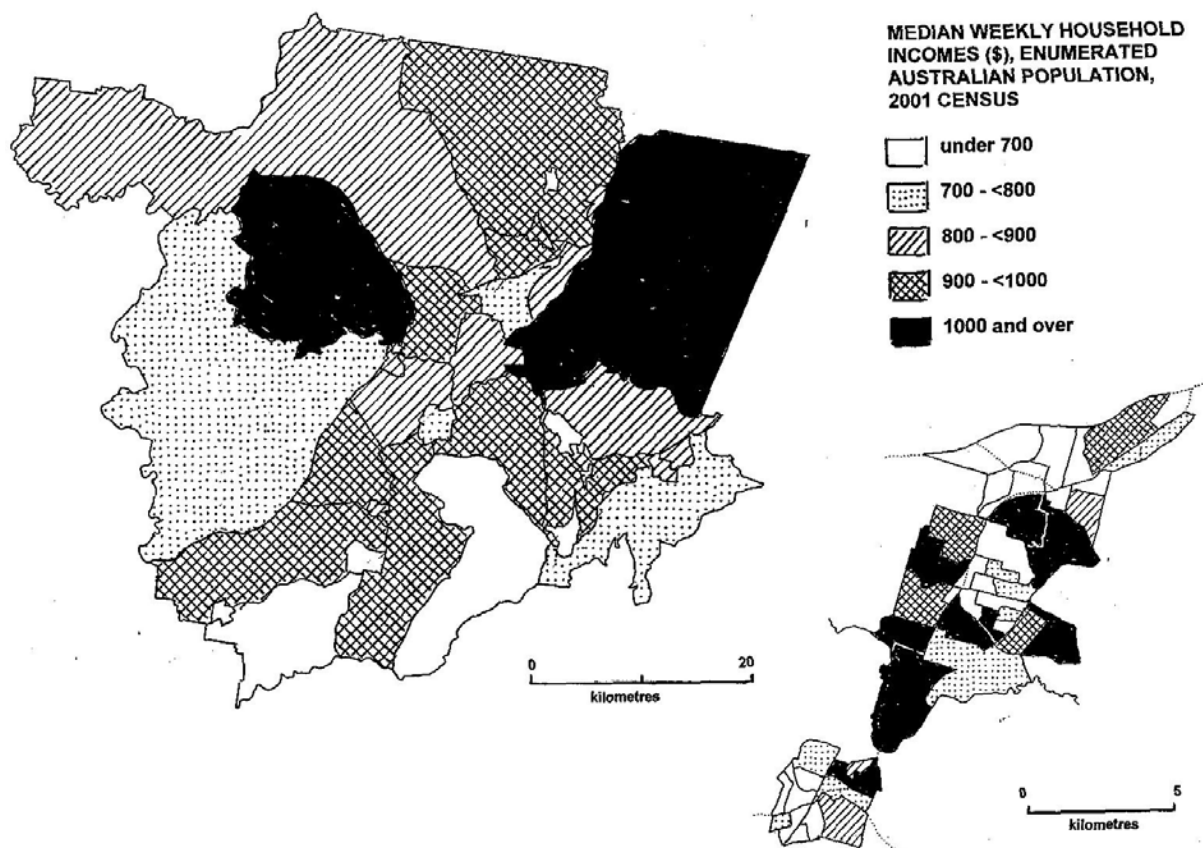 MEDIAN WEEKLY HOUSEHOLD
INCOMES ($), ENUMERATED
AUSTRALIAN POPULATION,
2001 CENSUS
under 700
700 - <800
800 - <900
900 - <1000
1000 and over
0 20
kilometres
0 5
kilometres